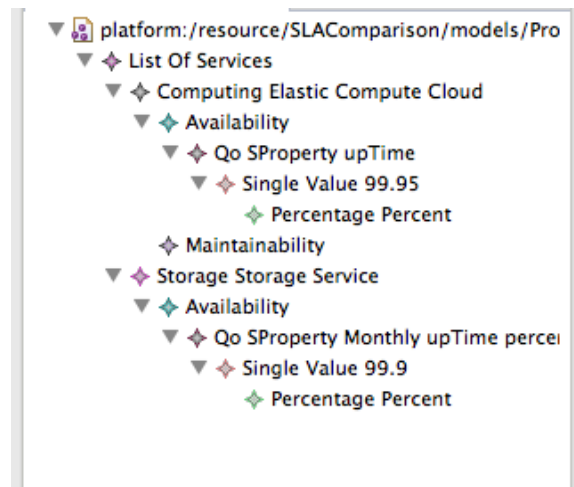 platform:/resource/SLAComparison/models/Pro
List Of Services
Computing Elastic Compute Cloud
Availability
Qo SProperty upTime
Single Value 99.95
Percentage Percent
Maintainability
Storage Storage Service
Availability
Qo SProperty Monthly upTime percer
Single Value 99.9
Percentage Percent